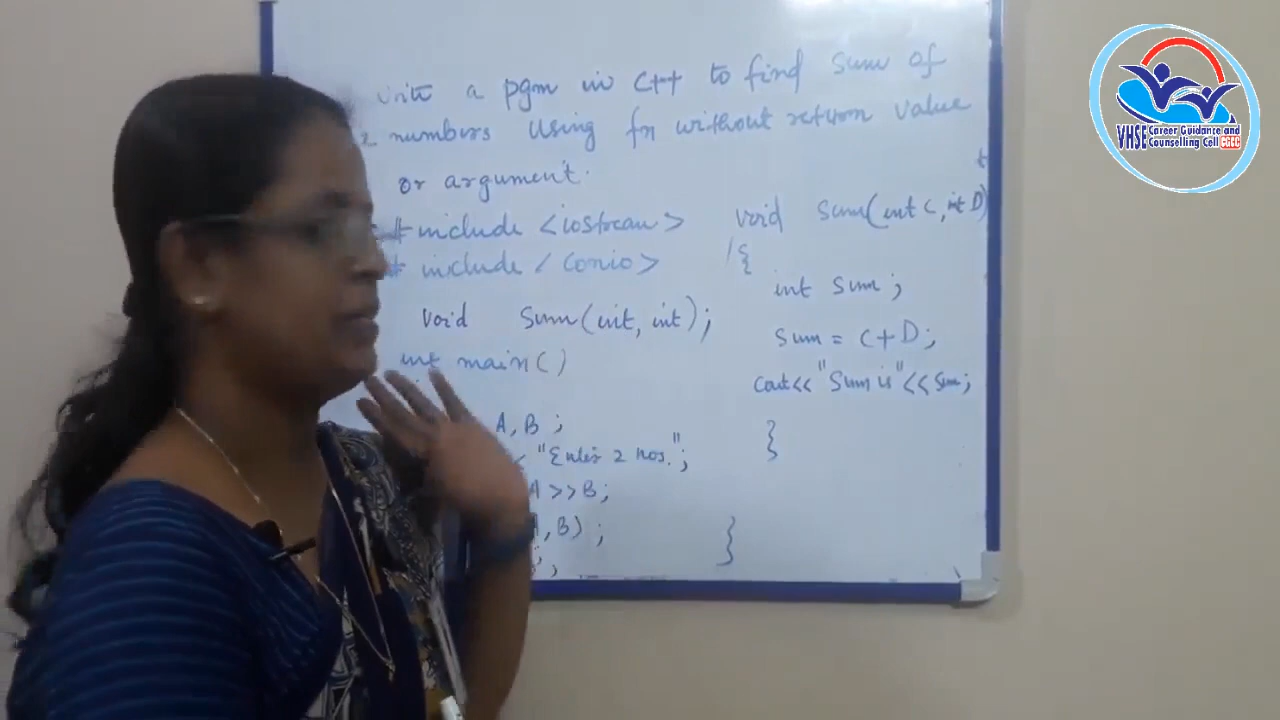 write a pgm in C++ to find sum of
2 numbers using fn without return value
or argument.
# include <iostream>
# include <conio>
void sum(int, int);
int main()
A, B ;
< "Enter 2 nos.";
A >> B;
A, B) ;
}
void sum(int C, int D)
{
int sum ;
sum = C + D;
cout<< "Sum is"<< sum;
}
VHSE Career Guidance and
Counselling Cell CGCC